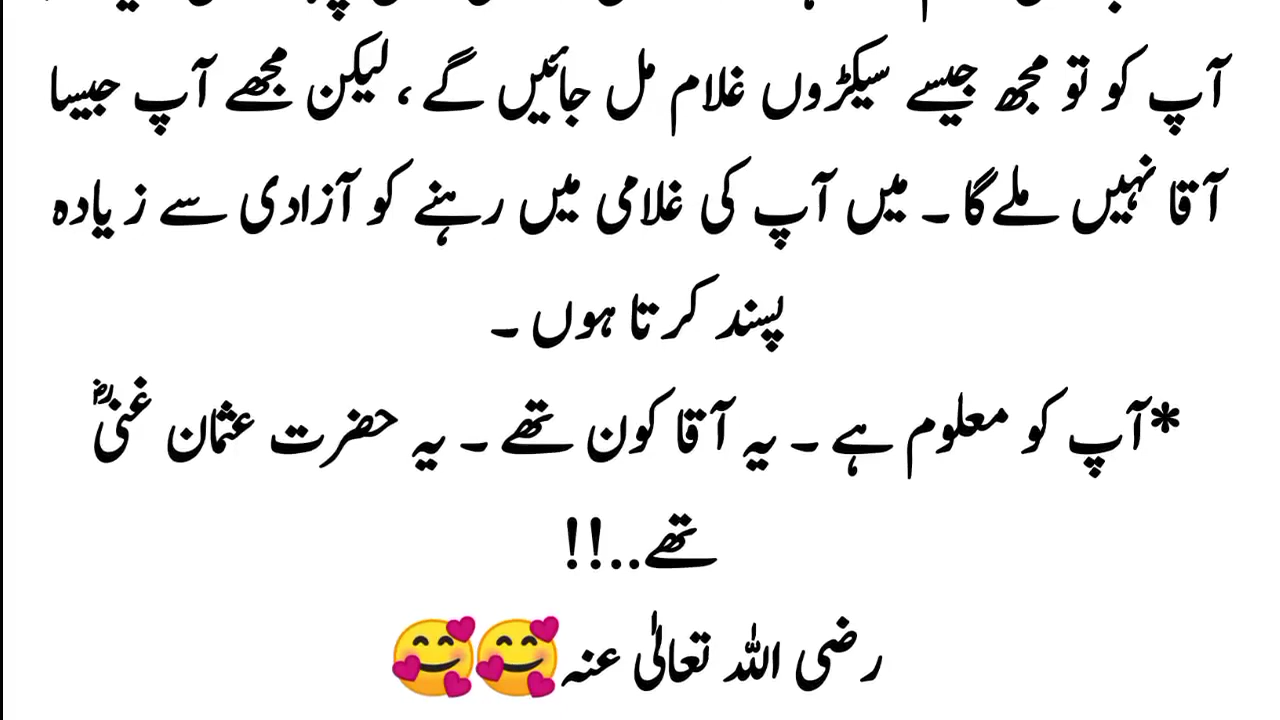 آپ کو تو مجھ جیسے سیکڑوں غلام مل جائیں گے، لیکن مجھے آپ جیسا
آقا نہیں ملے گا ۔ میں آپ کی غلامی میں رہنے کو آزادی سے زیادہ
پسند کرتا ہوں ۔
*آپ کو معلوم ہے ۔ یہ آقا کون تھے ۔ یہ حضرت عثمان غنیؓ
تھے..!!
رضی اللہ تعالٰی عنہ🥰🥰